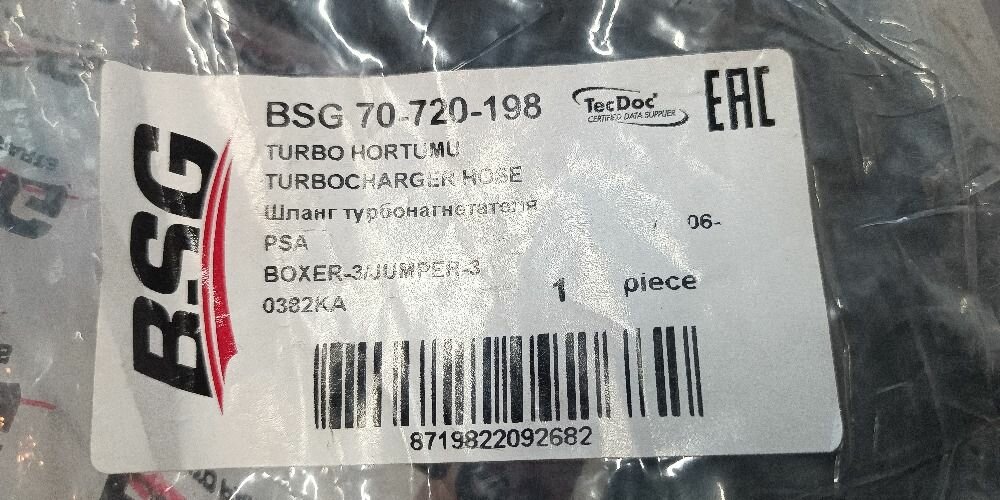 BSG
BSG 70-720-198
TecDoc
CERTIFIED DATA SUPPLIER
EAC
TURBO HORTUMU
TURBOCHARGER HOSE
Шланг турбонагнетателя
06-
PSA
BOXER-3/JUMPER-3
1 piece
0382KA
8719822092682